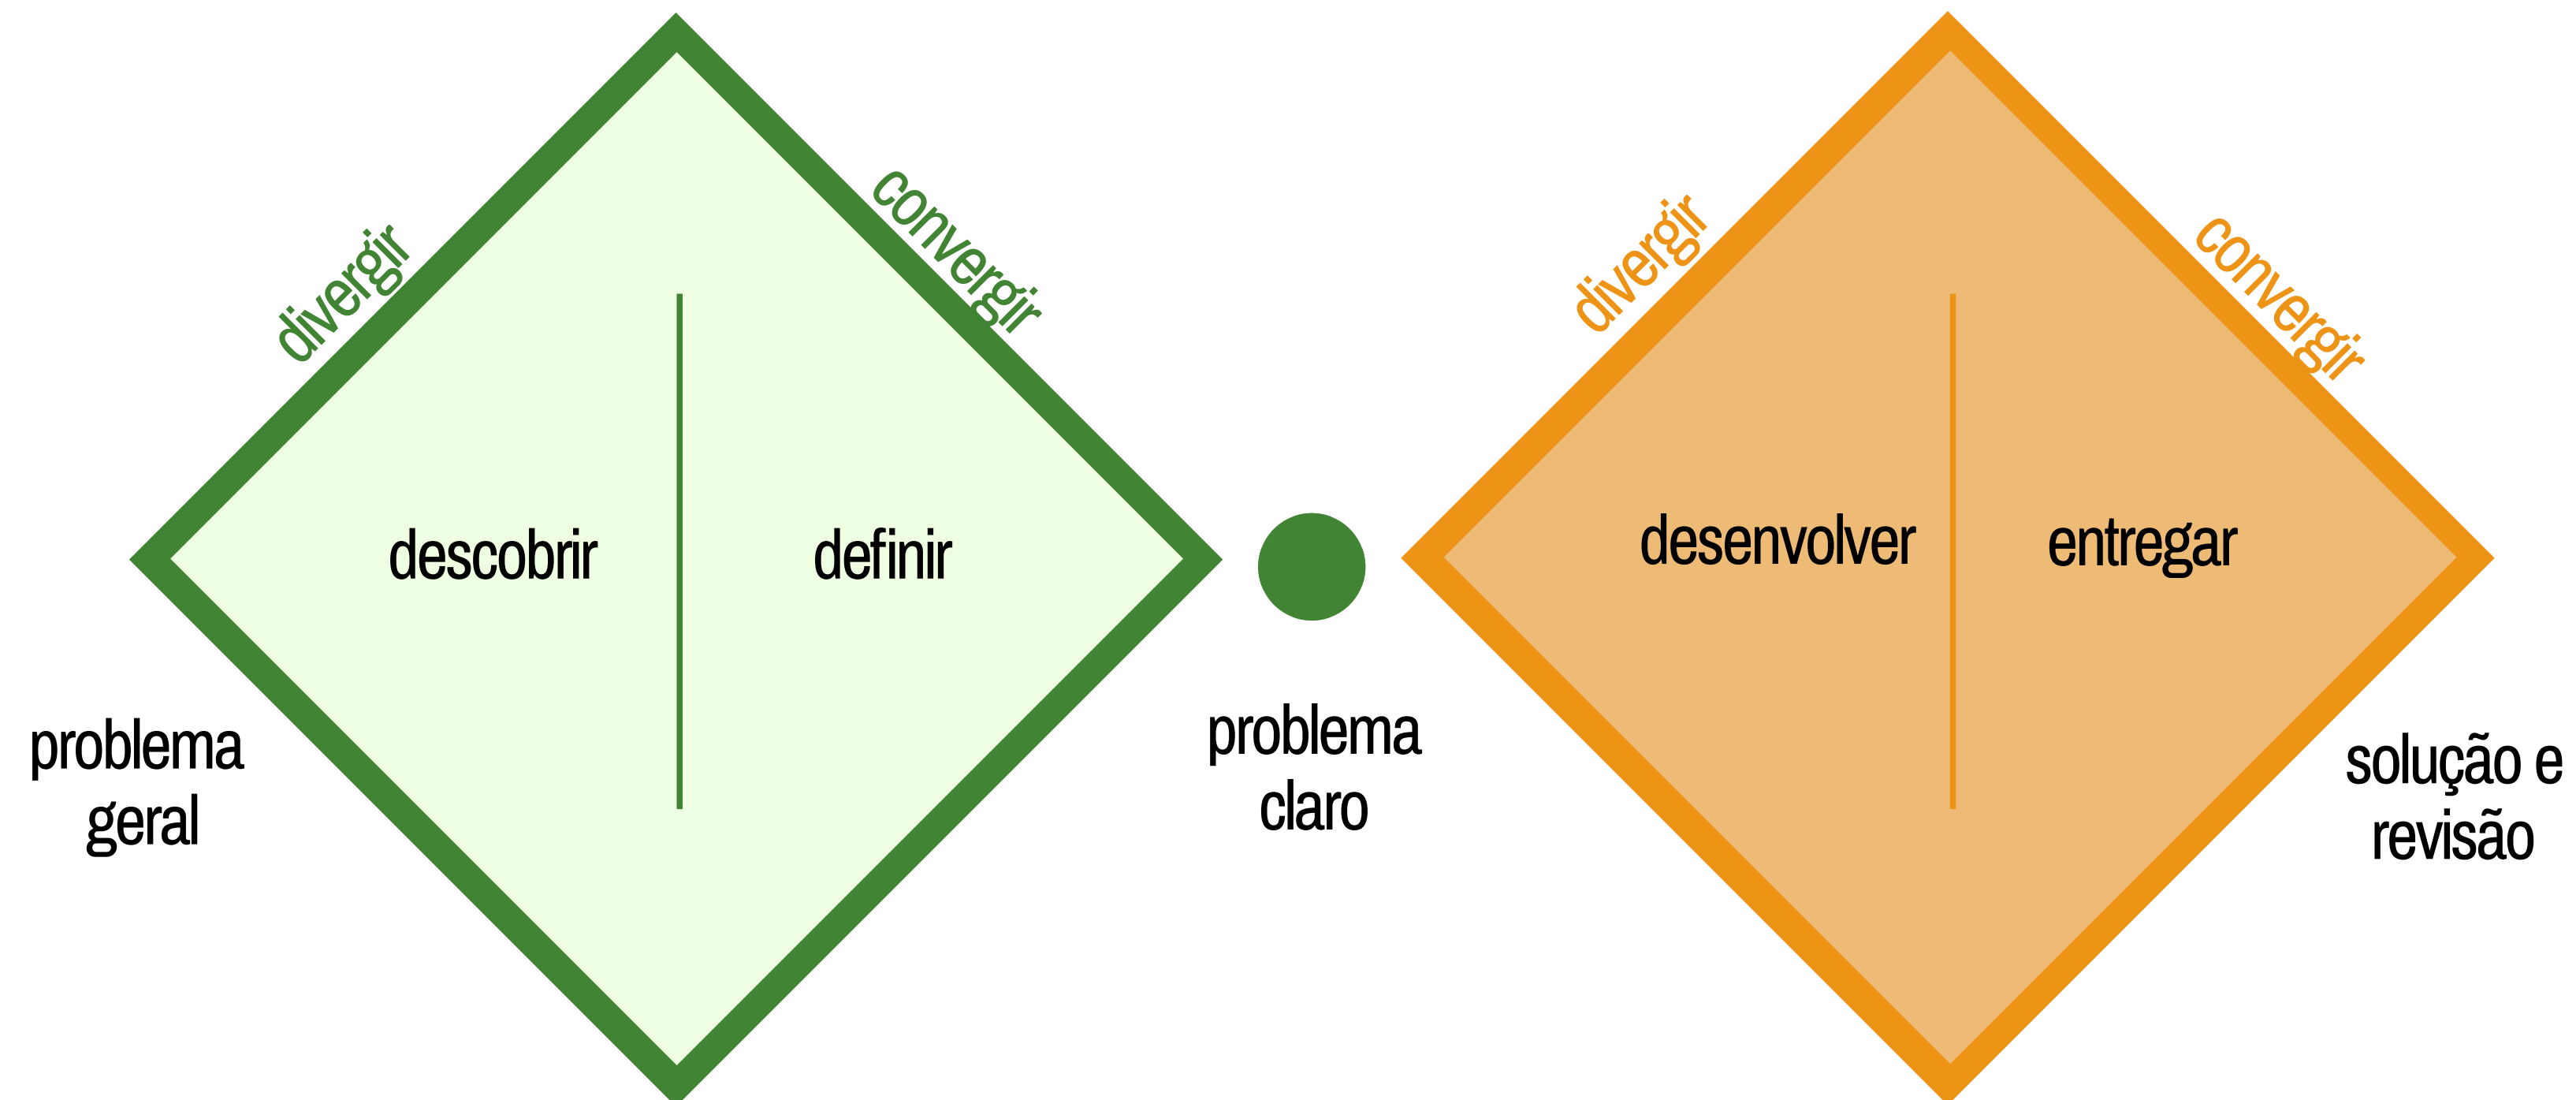 divergir
convergir
descobrir
definir
problema
geral
problema
claro
divergir
convergir
desenvolver
entregar
solução e
revisão